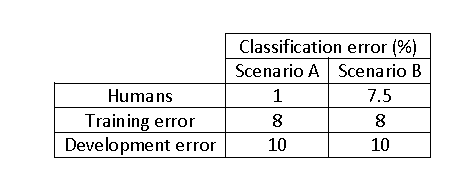 Classification error (%)
Scenario A Scenario B
Humans 1 7.5
Training error 8 8
Development error 10 10